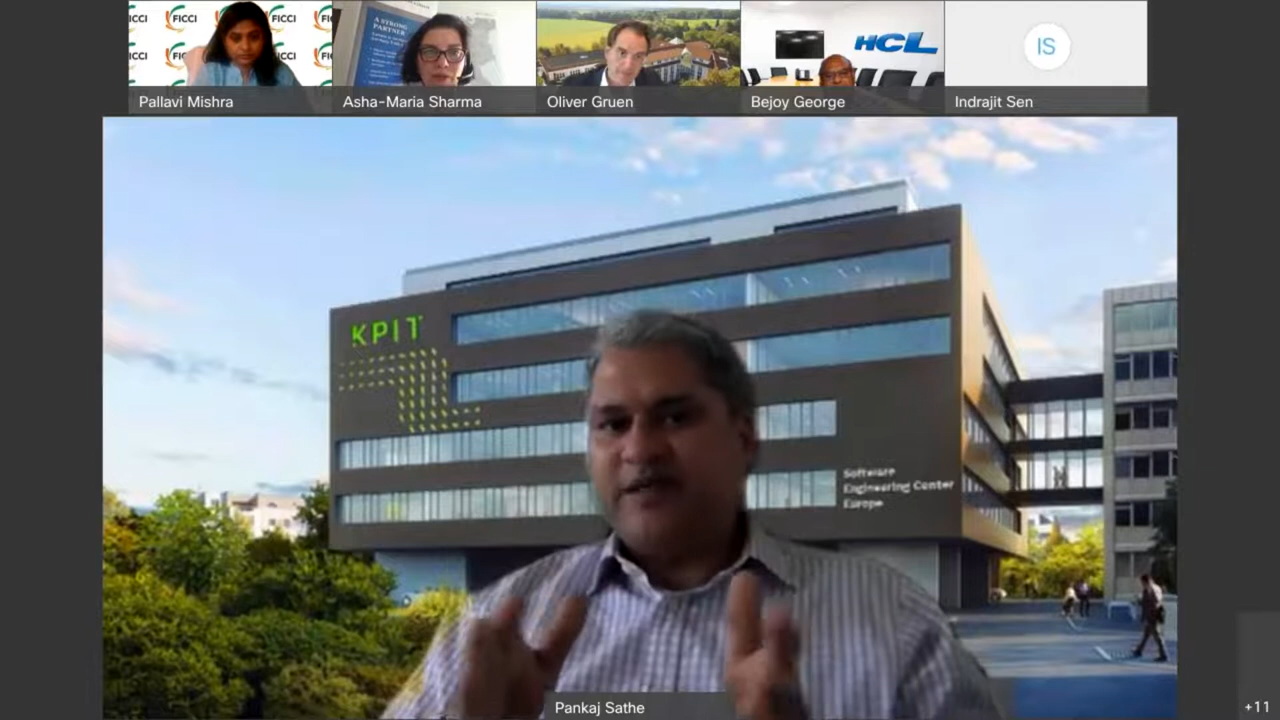 FICCI
FICCI
A STRONG
PARTNER
HCL
IS
Pallavi Mishra
Asha-Maria Sharma
Oliver Gruen
Bejoy George
Indrajit Sen
KPIT
Software
Engineering Center
Europe
Pankaj Sathe
+11